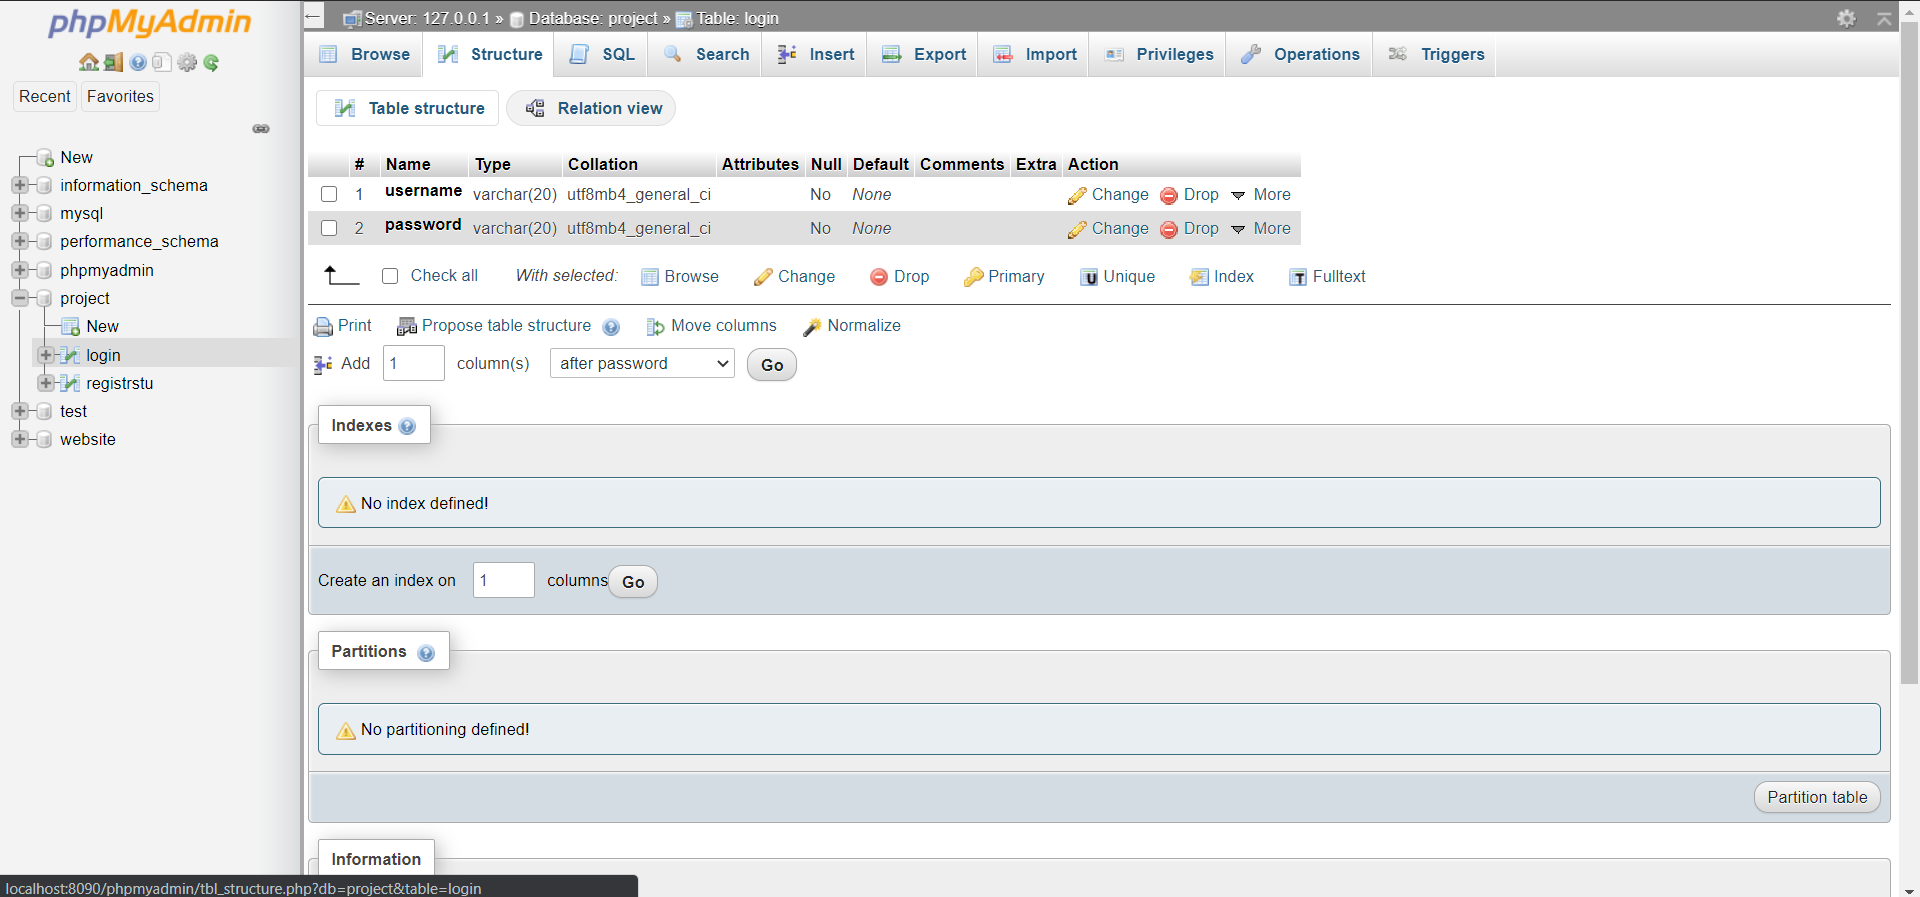 phpMyAdmin
Recent Favorites
New
information_schema
mysql
performance_schema
phpmyadmin
project
New
login
registrstu
test
website
Server: 127.0.0.1 » Database: project » Table: login
Browse Structure SQL Search Insert Export Import Privileges Operations Triggers
Table structure Relation view
# Name Type Collation Attributes Null Default Comments Extra Action
1 username varchar(20) utf8mb4_general_ci No None Change Drop More
2 password varchar(20) utf8mb4_general_ci No None Change Drop More
Check all With selected: Browse Change Drop Primary Unique Index Fulltext
Print Propose table structure Move columns Normalize
Add 1 column(s) after password Go
Indexes
No index defined!
Create an index on 1 columns Go
Partitions
No partitioning defined!
Partition table
Information
localhost:8090/phpmyadmin/tbl_structure.php?db=project&table=login